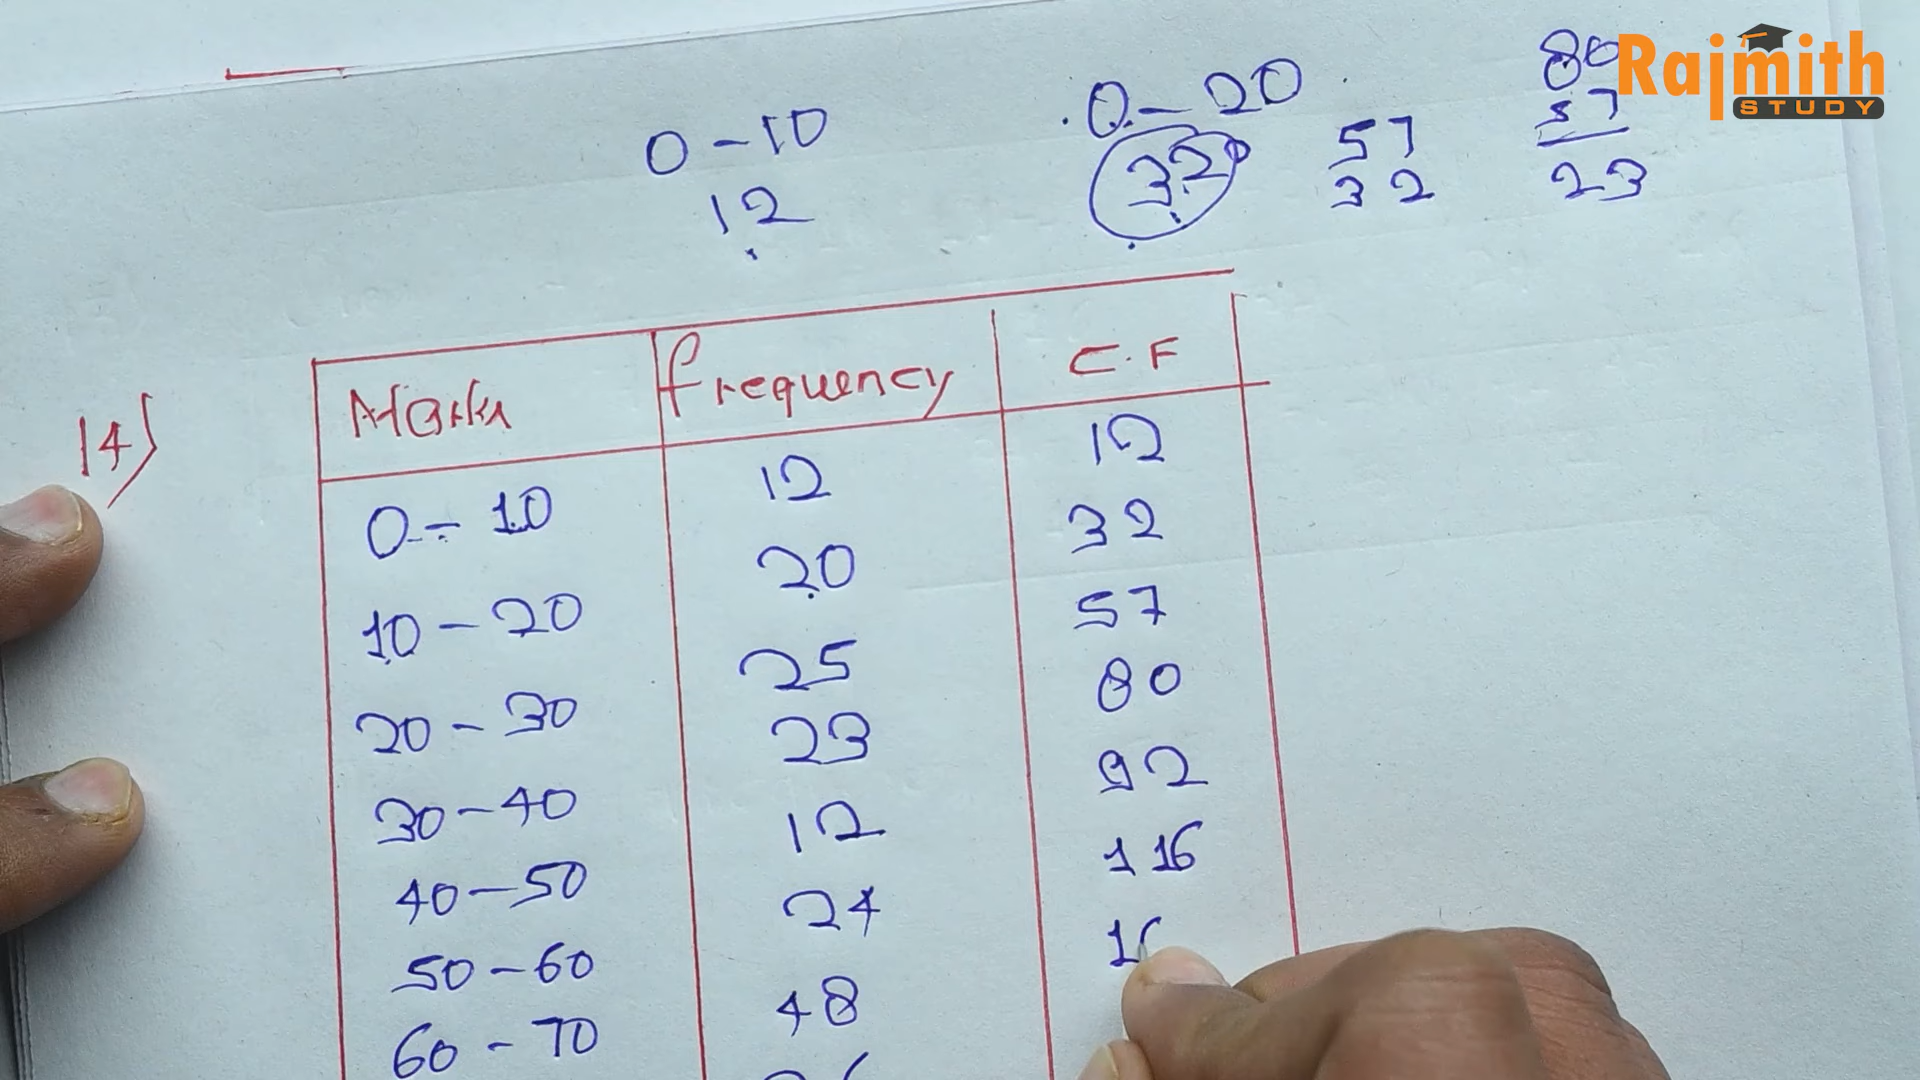 Rajmith
STUDY
0-10
12
0-20
32
57
32
80
57
23
14)
Marks frequency C.F
0-10 12 12
10-20 20 32
20-30 25 57
30-40 23 80
40-50 12 92
50-60 24 116
60-70 48